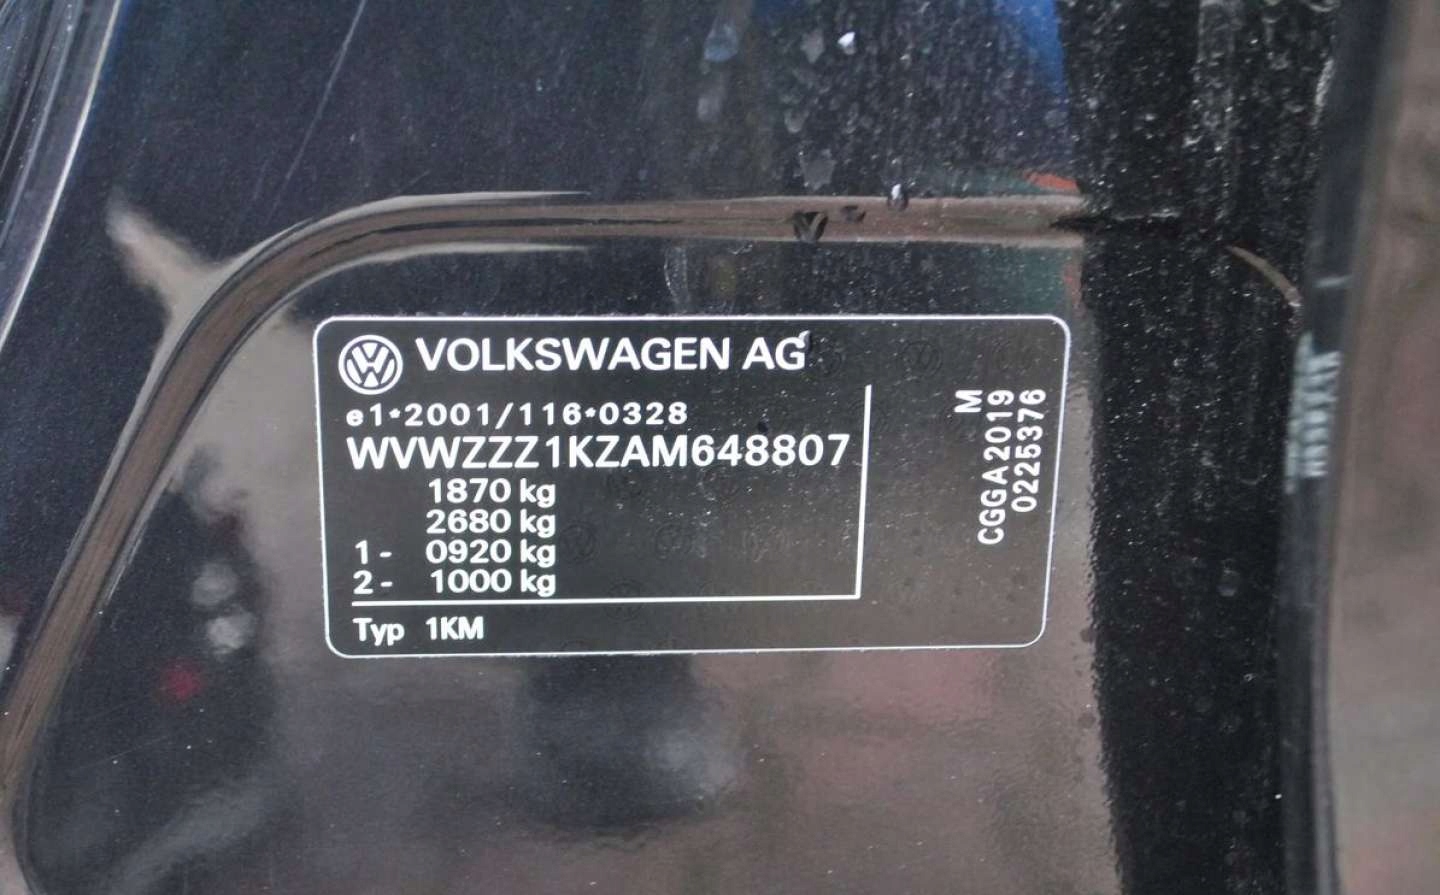 VOLKSWAGEN AG
e1*2001/116*0328
WVWZZZ1KZAM648807
1870 kg
2680 kg
1- 0920 kg
2- 1000 kg
Typ 1KM
M
CGGA2019
0225376